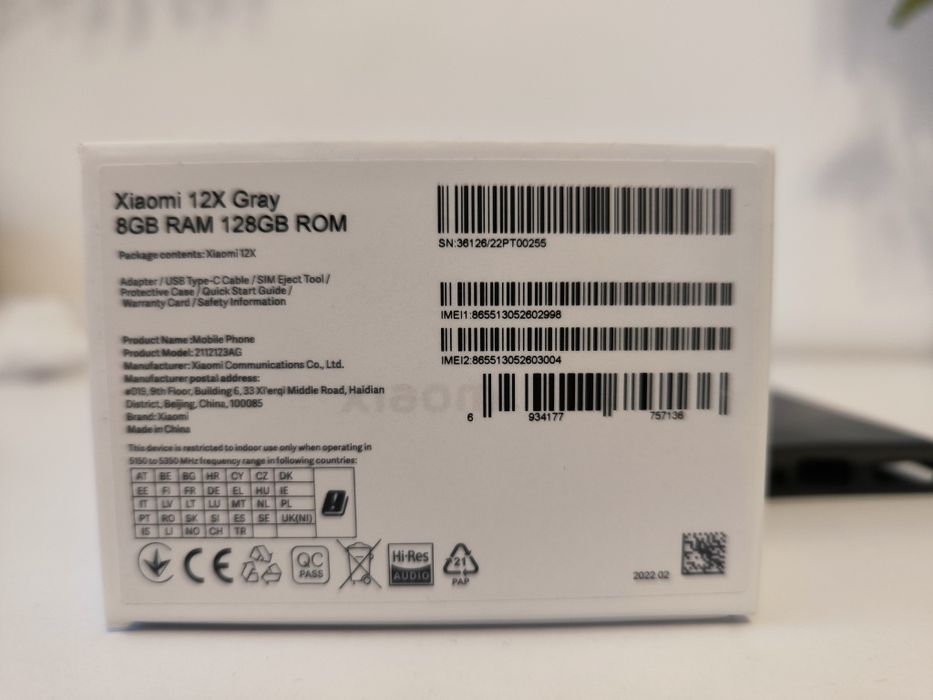 Xiaomi 12X Gray
8GB RAM 128GB ROM
Package contents: Xiaomi 12X
Adapter / USB Type-C Cable / SIM Eject Tool /
Protective Case / Quick Start Guide /
Warranty Card / Safety Information
Product Name:Mobile Phone
Product Model: 2112123AG
Manufacturer: Xiaomi Communications Co., Ltd.
Manufacturer postal address:
#019, 9th Floor, Building 6, 33 Xi'erqi Middle Road, Haidian
District, Beijing, China, 100085
Brand: Xiaomi
Made in China
This device is restricted to indoor use only when operating in
5150 to 5350 MHz frequency range in following countries:
AT BE BG HR CY CZ DK
EE FI FR DE EL HU IE
IT LV LT LU MT NL PL
PT RO SK SI ES SE UK(NI)
IS LI NO CH TR
CE
QC
PASS
Hi-Res
AUDIO
21
PAP
SN:36126/22PT00255
IMEI1:865513052602998
IMEI2:865513052603004
6 934177 757138
2022.02